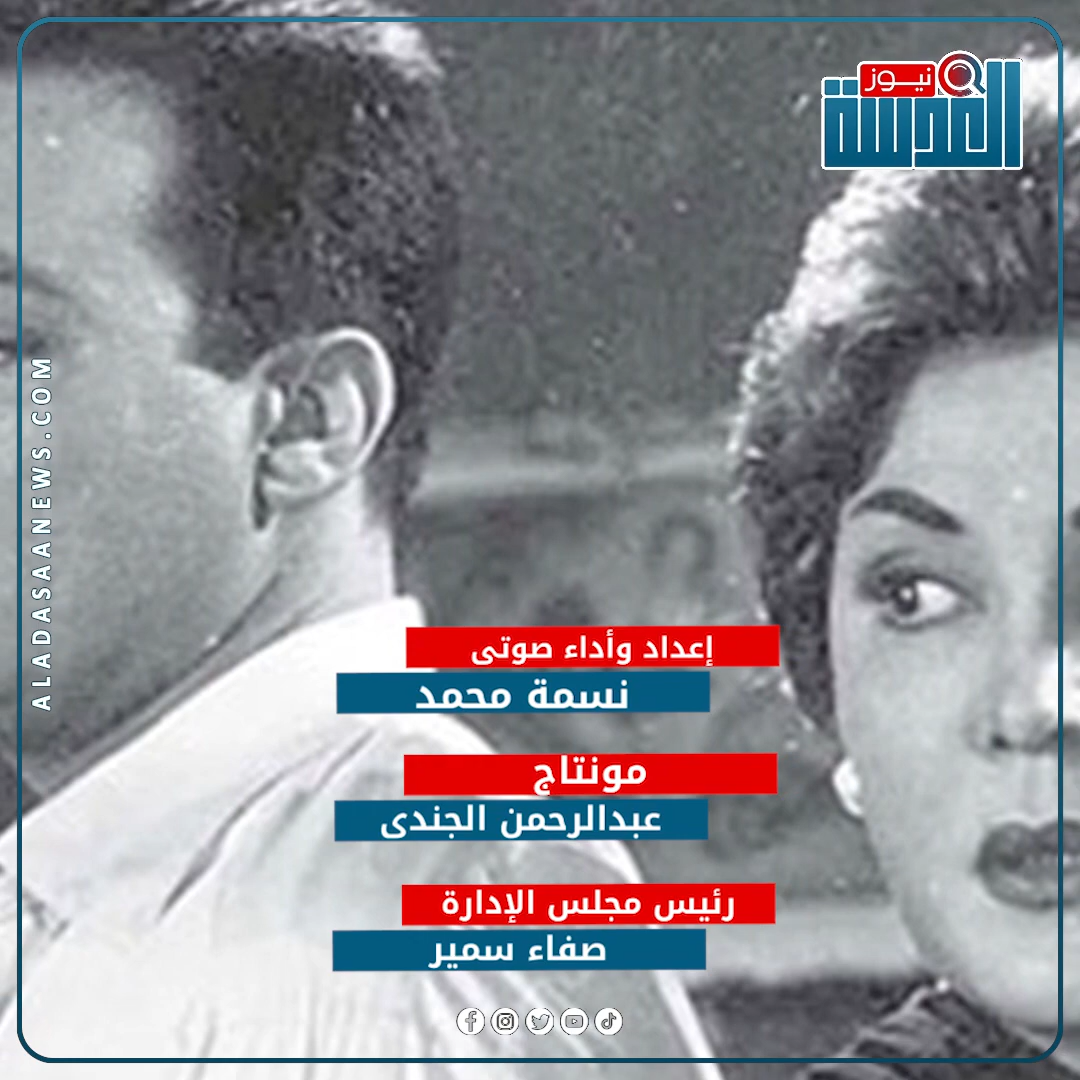 نيوز
العدسة
ALADASAANEWS.COM
إعداد وأداء صوتى
نسمة محمد
مونتاج
عبدالرحمن الجندى
رئيس مجلس الإدارة
صفاء سمير